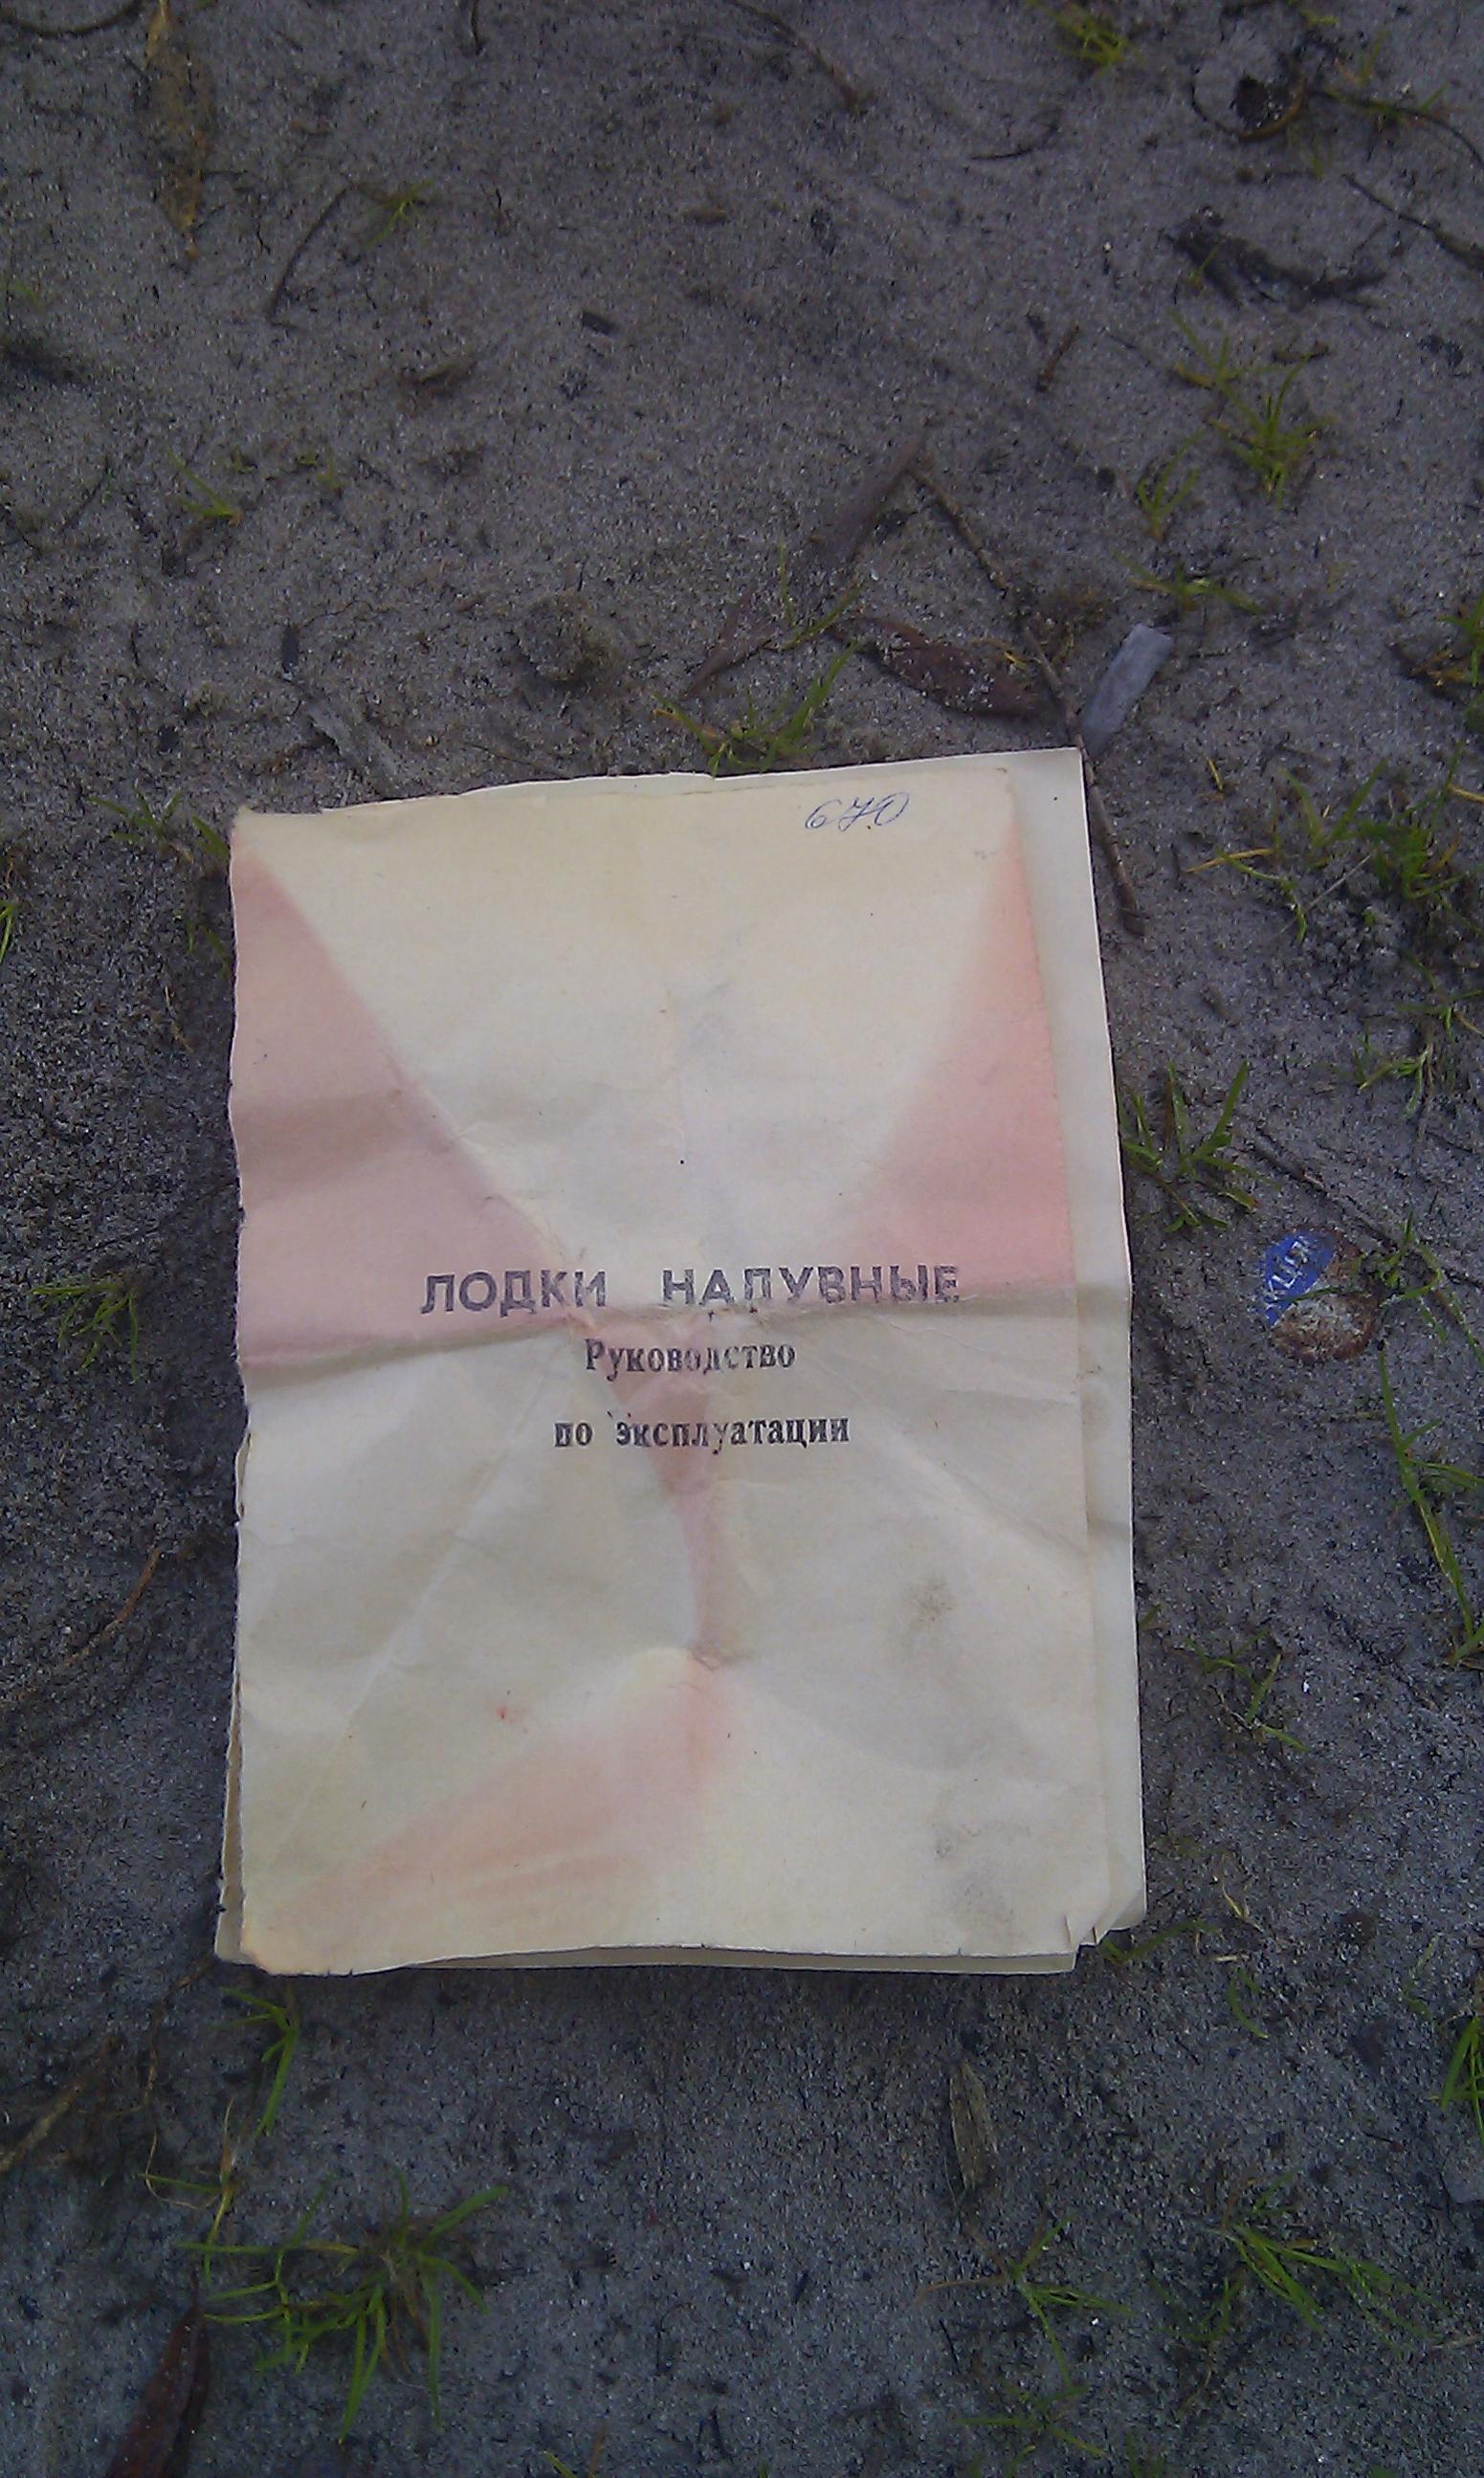 670
ЛОДКИ НАДУВНЫЕ
Руководство
по эксплуатации